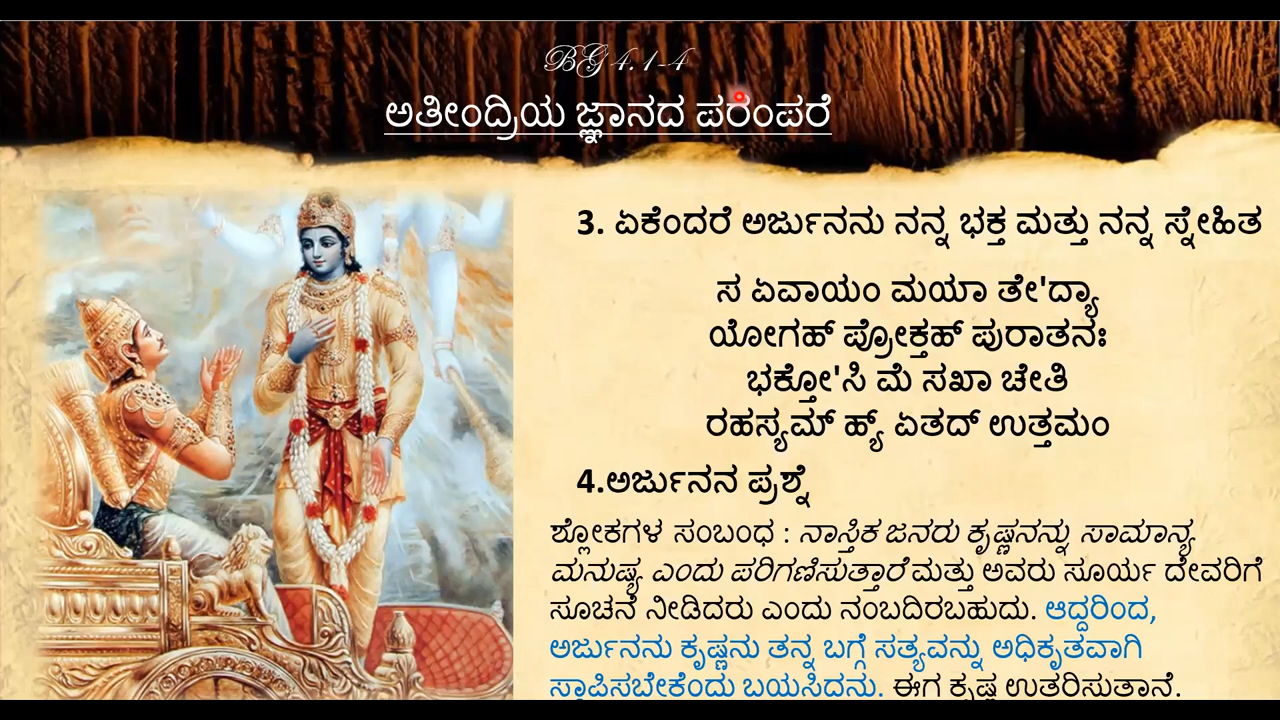 BG 4.1-4
ಅತೀಂದ್ರಿಯ ಜ್ಞಾನದ ಪರಂಪರೆ
3. ಏಕೆಂದರೆ ಅರ್ಜುನನು ನನ್ನ ಭಕ್ತ ಮತ್ತು ನನ್ನ ಸ್ನೇಹಿತ
ಸ ಏವಾಯಂ ಮಯಾ ತೇ'ದ್ಯಾ
ಯೋಗಹ್ ಪ್ರೋಕ್ತಹ್ ಪುರಾತನಃ
ಭಕ್ತೋ'ಸಿ ಮೆ ಸಖಾ ಚೇತಿ
ರಹಸ್ಯಮ್ ಹ್ಯ್ ಏತದ್ ಉತ್ತಮಂ
4.ಅರ್ಜುನನ ಪ್ರಶ್ನೆ
ಶ್ಲೋಕಗಳ ಸಂಬಂಧ : ನಾಸ್ತಿಕ ಜನರು ಕೃಷ್ಣನನ್ನು ಸಾಮಾನ್ಯ
ಮನುಷ್ಯ ಎಂದು ಪರಿಗಣಿಸುತ್ತಾರೆ ಮತ್ತು ಅವರು ಸೂರ್ಯ ದೇವರಿಗೆ
ಸೂಚನೆ ನೀಡಿದರು ಎಂದು ನಂಬದಿರಬಹುದು. ಆದ್ದರಿಂದ,
ಅರ್ಜುನನು ಕೃಷ್ಣನು ತನ್ನ ಬಗ್ಗೆ ಸತ್ಯವನ್ನು ಅಧಿಕೃತವಾಗಿ
ಸ್ಥಾಪಿಸಬೇಕೆಂದು ಬಯಸಿದನು. ಈಗ ಕೃಷ್ಣ ಉತ್ತರಿಸುತ್ತಾನೆ.